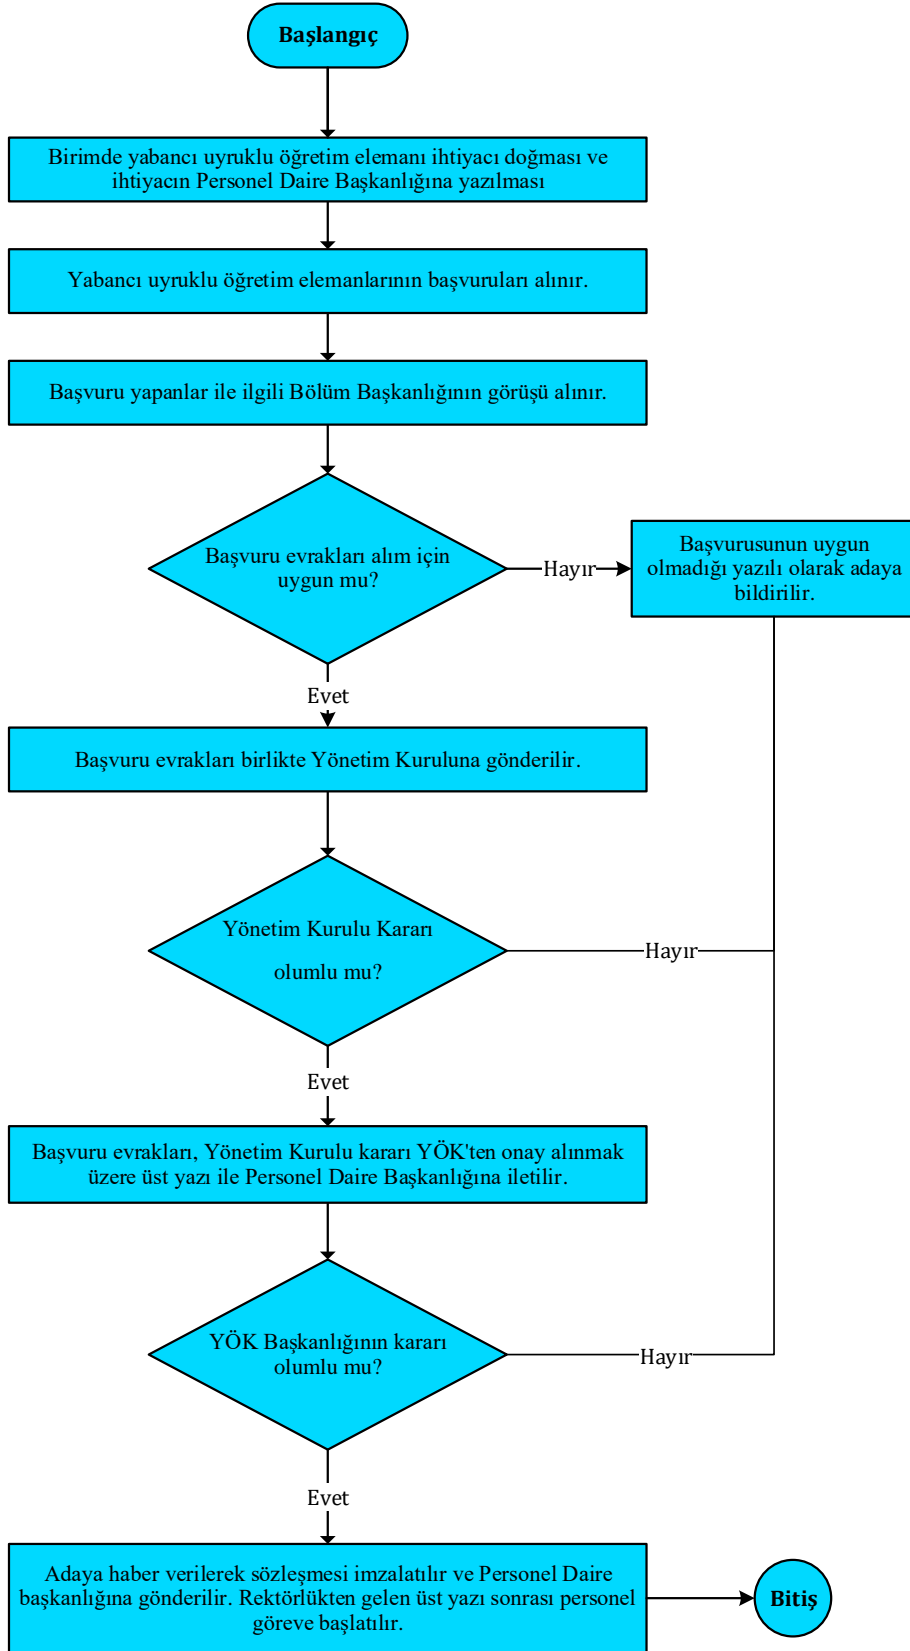 Başlangıç
Birimde yabancı uyruklu öğretim elemanı ihtiyacı doğması ve
ihtiyacın Personel Daire Başkanlığına yazılması
Yabancı uyruklu öğretim elemanlarının başvuruları alınır.
Başvuru yapanlar ile ilgili Bölüm Başkanlığının görüşü alınır.
Başvuru evrakları alım için
uygun mu?
Hayır
Başvurusunun uygun
olmadığı yazılı olarak adaya
bildirilir.
Evet
Başvuru evrakları birlikte Yönetim Kuruluna gönderilir.
Yönetim Kurulu Kararı
olumlu mu?
Hayır
Evet
Başvuru evrakları, Yönetim Kurulu kararı YÖK'ten onay alınmak
üzere üst yazı ile Personel Daire Başkanlığına iletilir.
YÖK Başkanlığının kararı
olumlu mu?
Hayır
Evet
Adaya haber verilerek sözleşmesi imzalatılır ve Personel Daire
başkanlığına gönderilir. Rektörlükten gelen üst yazı sonrası personel
göreve başlatılır.
Bitiş